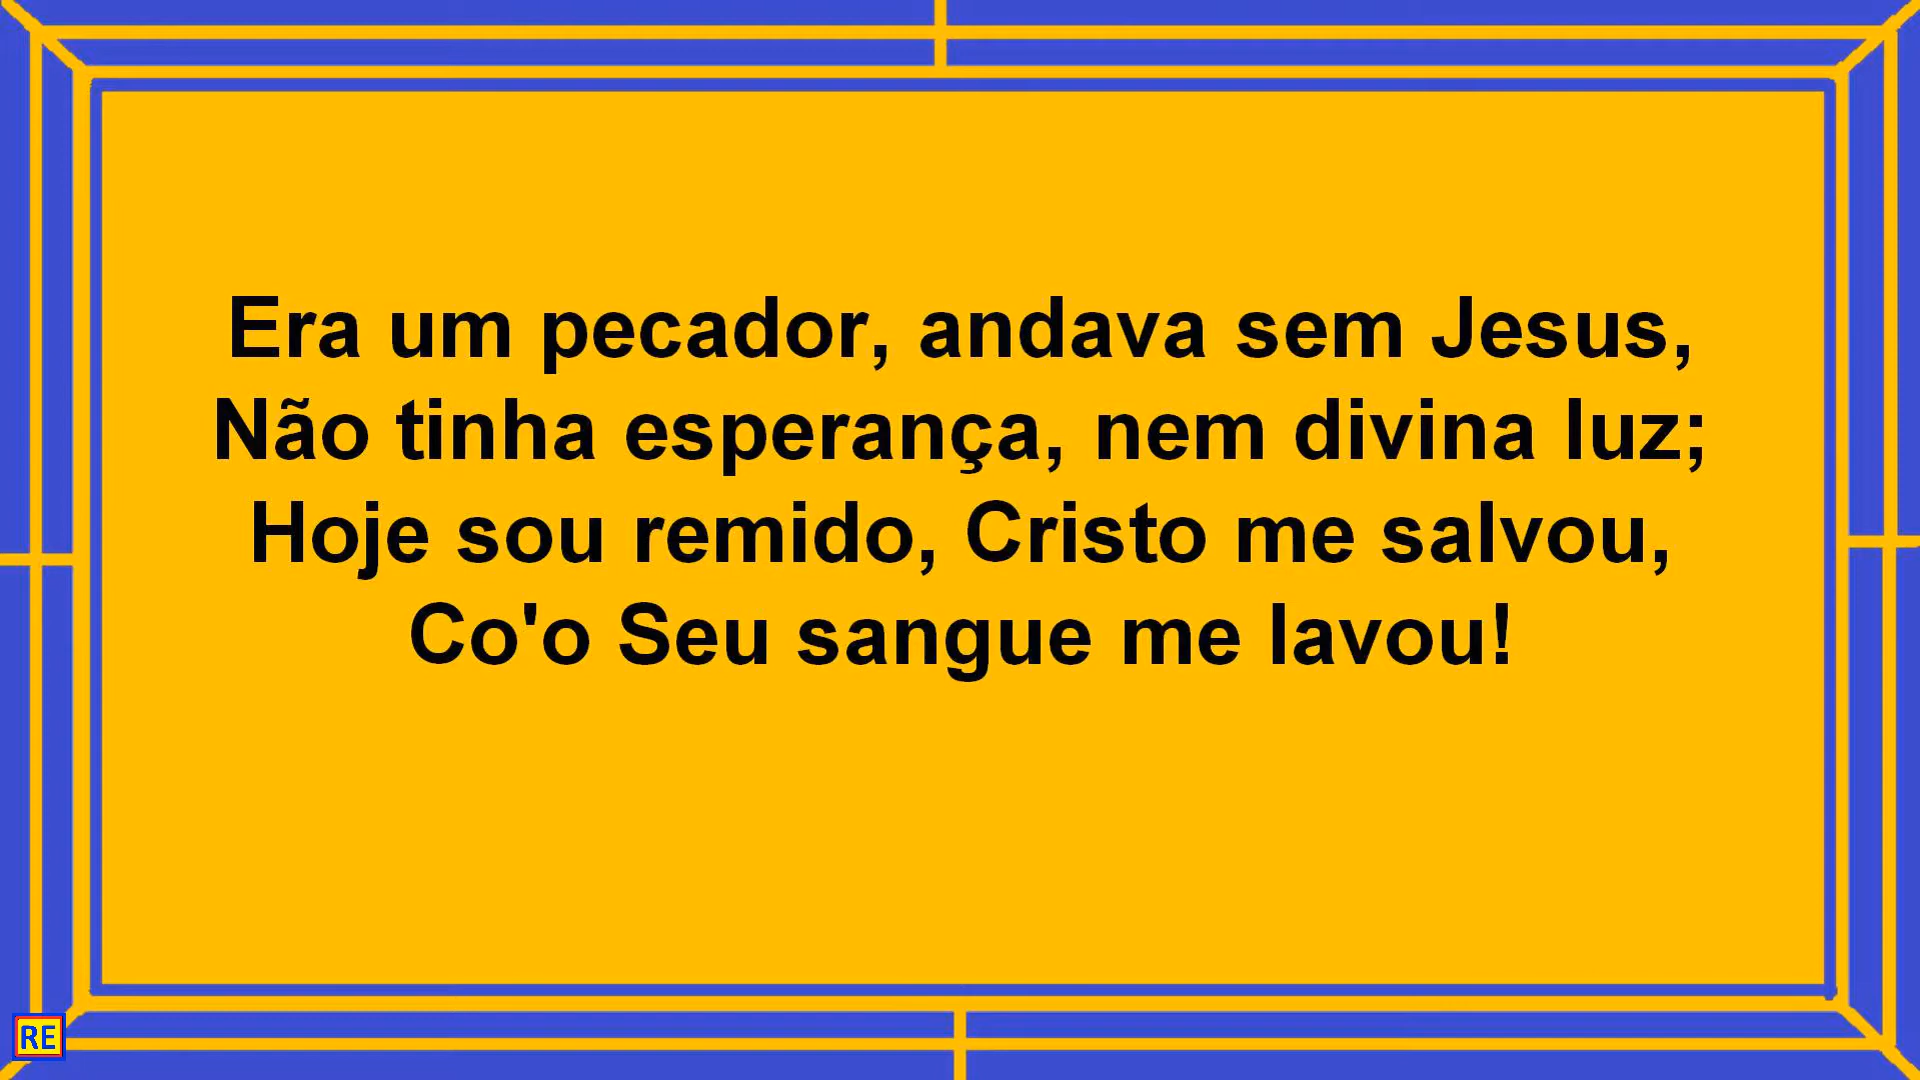 Era um pecador, andava sem Jesus,
Não tinha esperança, nem divina luz;
Hoje sou remido, Cristo me salvou,
Co'o Seu sangue me lavou!
RE